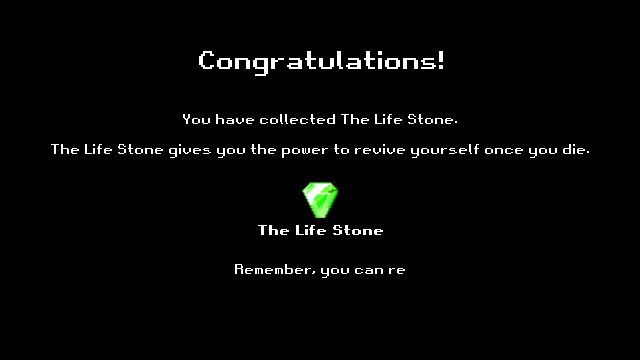 Congratulations!
You have collected The Life Stone.
The Life Stone gives you the power to revive yourself once you die.
The Life Stone
Remember, you can re